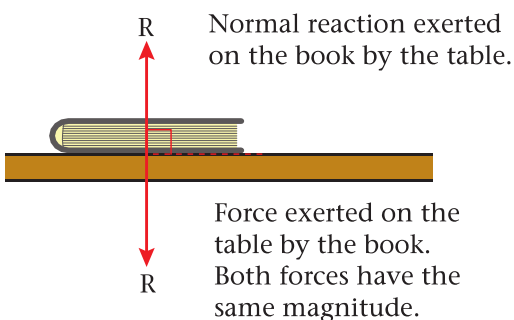 R
Normal reaction exerted
on the book by the table.
Force exerted on the
table by the book.
Both forces have the
same magnitude.
R